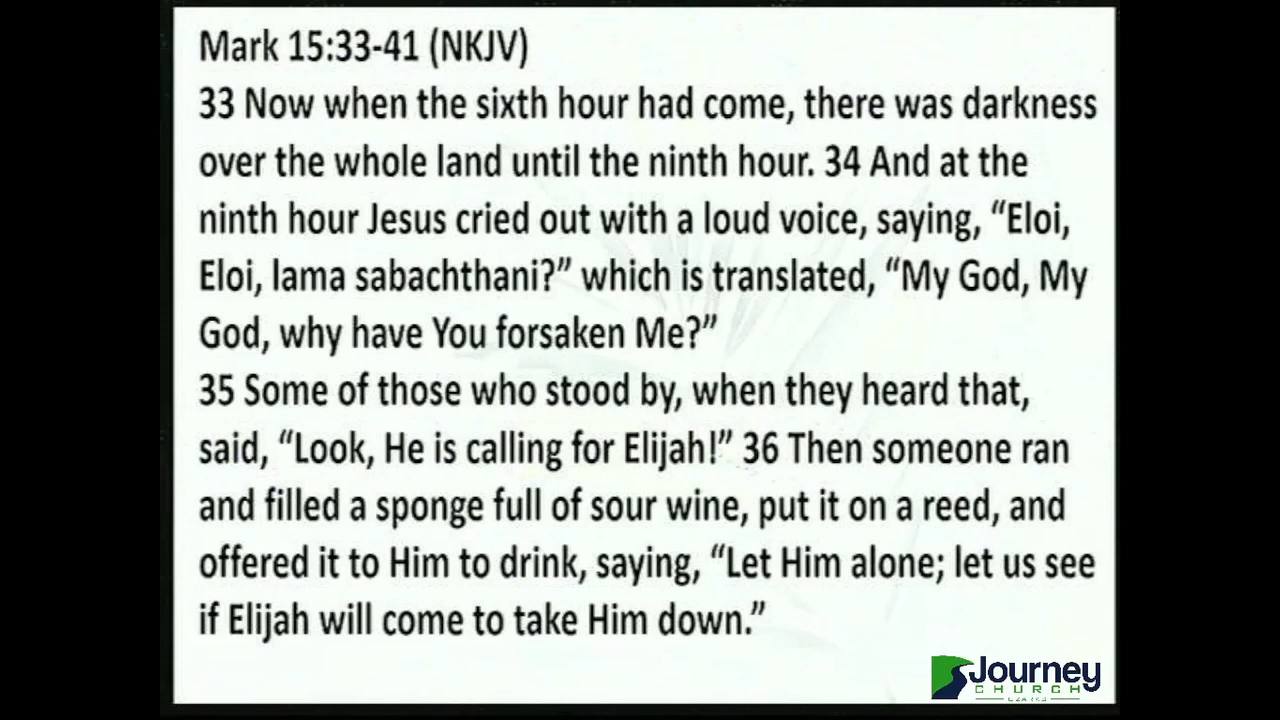 Mark 15:33-41 (NKJV)
33 Now when the sixth hour had come, there was darkness
over the whole land until the ninth hour. 34 And at the
ninth hour Jesus cried out with a loud voice, saying, “Eloi,
Eloi, lama sabachthani?” which is translated, “My God, My
God, why have You forsaken Me?”
35 Some of those who stood by, when they heard that,
said, “Look, He is calling for Elijah!” 36 Then someone ran
and filled a sponge full of sour wine, put it on a reed, and
offered it to Him to drink, saying, “Let Him alone; let us see
if Elijah will come to take Him down.”
Journey
CHURCH
OZARKS